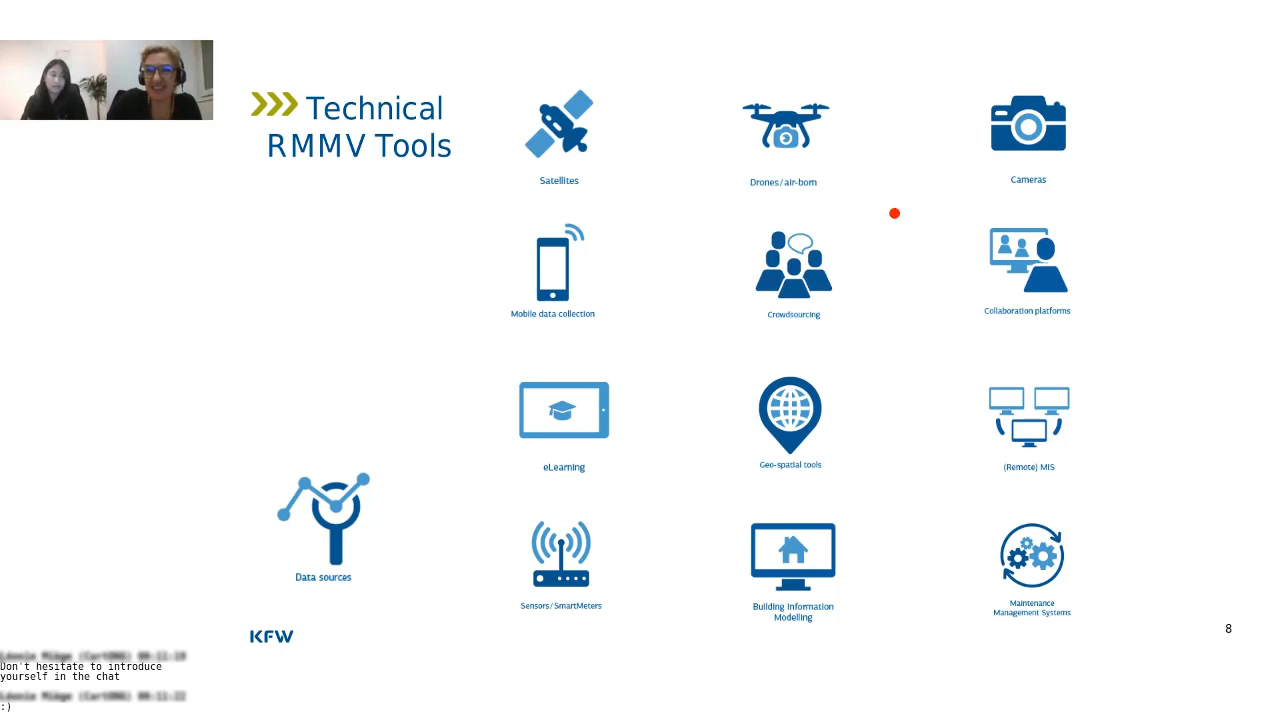 Technical
RMMV Tools
Satellites
Drones/air-born
Cameras
Mobile data collection
Crowdsourcing
Collaboration platforms
eLearning
Geo-spatial tools
(Remote) MIS
Data sources
Sensors/SmartMeters
Building Information
Modelling
Maintenance
Management Systems
KFW
8
Don't hesitate to introduce
yourself in the chat
:)